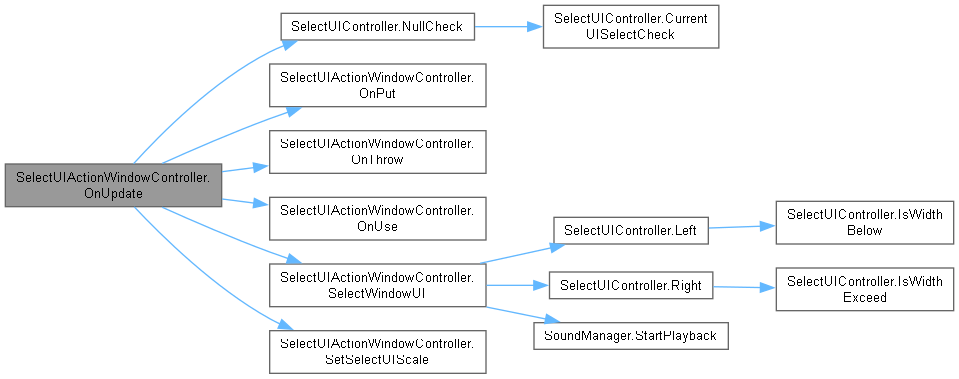 SelectUIController.NullCheck
SelectUIController.Current
UISelectCheck
SelectUIActionWindowController.
OnPut
SelectUIActionWindowController.
OnThrow
SelectUIActionWindowController.
OnUpdate
SelectUIActionWindowController.
OnUse
SelectUIController.Left
SelectUIController.IsWidth
Below
SelectUIActionWindowController.
SelectWindowUI
SelectUIController.Right
SelectUIController.IsWidth
Exceed
SoundManager.StartPlayback
SelectUIActionWindowController.
SetSelectUIScale